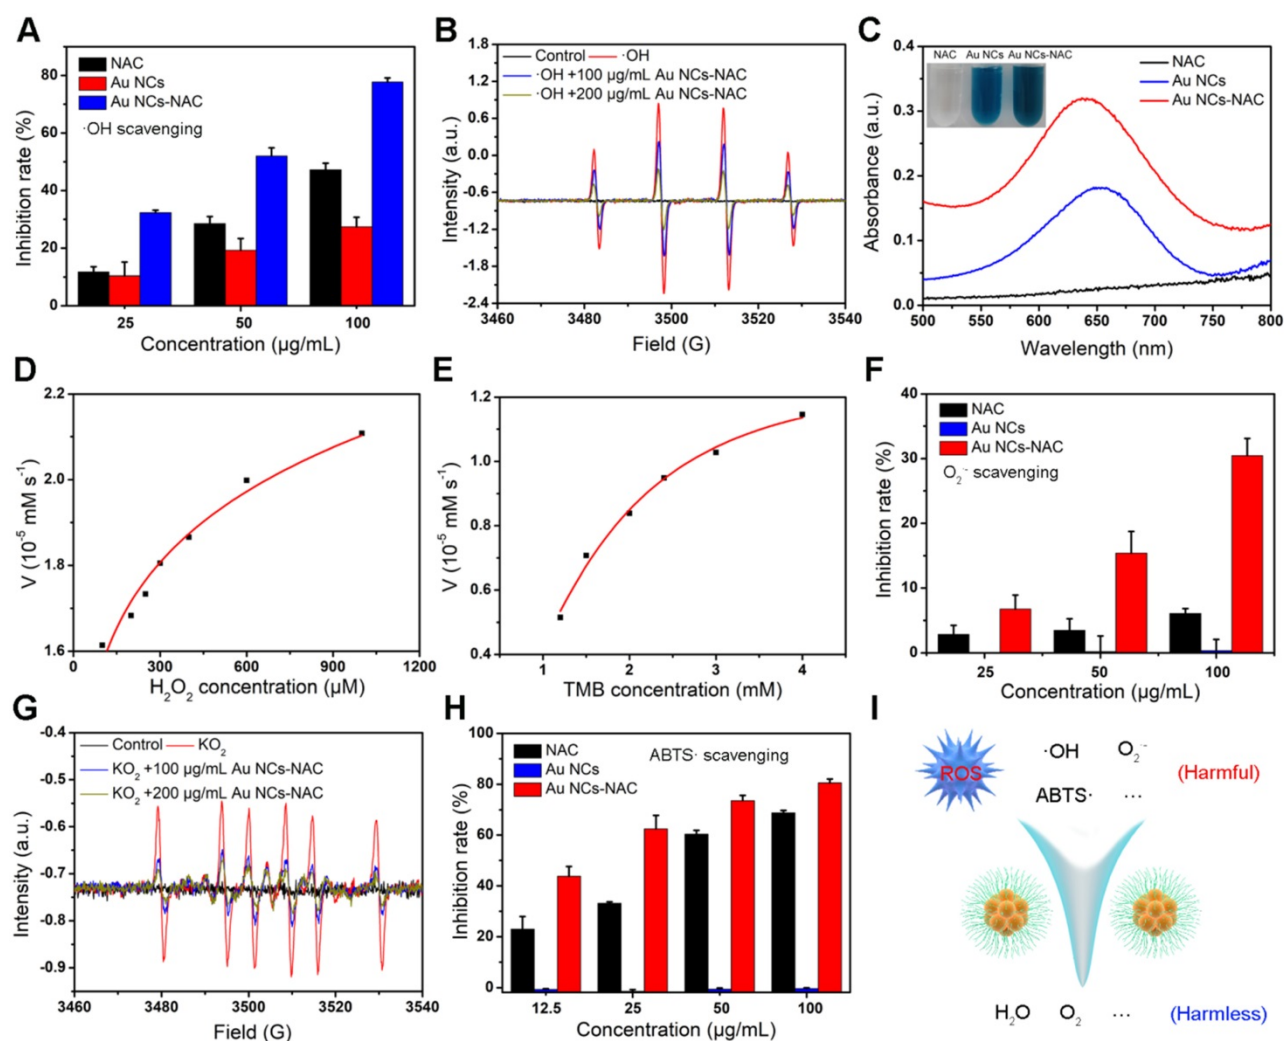 A
NAC
Au NCs
Au NCs-NAC
·OH scavenging
Inhibition rate (%)
80
60
40
20
0
25
50
100
Concentration (µg/mL)
B
Control
·OH
·OH +100 µg/mL Au NCs-NAC
·OH +200 µg/mL Au NCs-NAC
Intensity (a.u.)
1.8
1.2
0.6
0.0
-0.6
-1.2
-1.8
-2.4
3460
3480
3500
3520
3540
Field (G)
C
NAC
Au NCs
Au NCs-NAC
NAC
Au NCs
Au NCs-NAC
Absorbance (a.u.)
0.4
0.3
0.2
0.1
0.0
500
550
600
650
700
750
800
Wavelength (nm)
D
V (10⁻⁵ mM s⁻¹)
2.2
2.0
1.8
1.6
0
300
600
900
1200
H₂O₂ concentration (µM)
E
V (10⁻⁵ mM s⁻¹)
1.2
1.0
0.8
0.6
0.4
1
2
3
4
TMB concentration (mM)
F
NAC
Au NCs
Au NCs-NAC
O₂·⁻ scavenging
Inhibition rate (%)
40
30
20
10
0
25
50
100
Concentration (µg/mL)
G
Control
KO₂
KO₂ +100 µg/mL Au NCs-NAC
KO₂ +200 µg/mL Au NCs-NAC
Intensity (a.u.)
-0.4
-0.5
-0.6
-0.7
-0.8
-0.9
3460
3480
3500
3520
3540
Field (G)
H
NAC
Au NCs
Au NCs-NAC
ABTS· scavenging
Inhibition rate (%)
100
80
60
40
20
0
12.5
25
50
100
Concentration (µg/mL)
I
ROS
·OH
O₂·⁻
ABTS·
···
(Harmful)
H₂O
O₂
···
(Harmless)